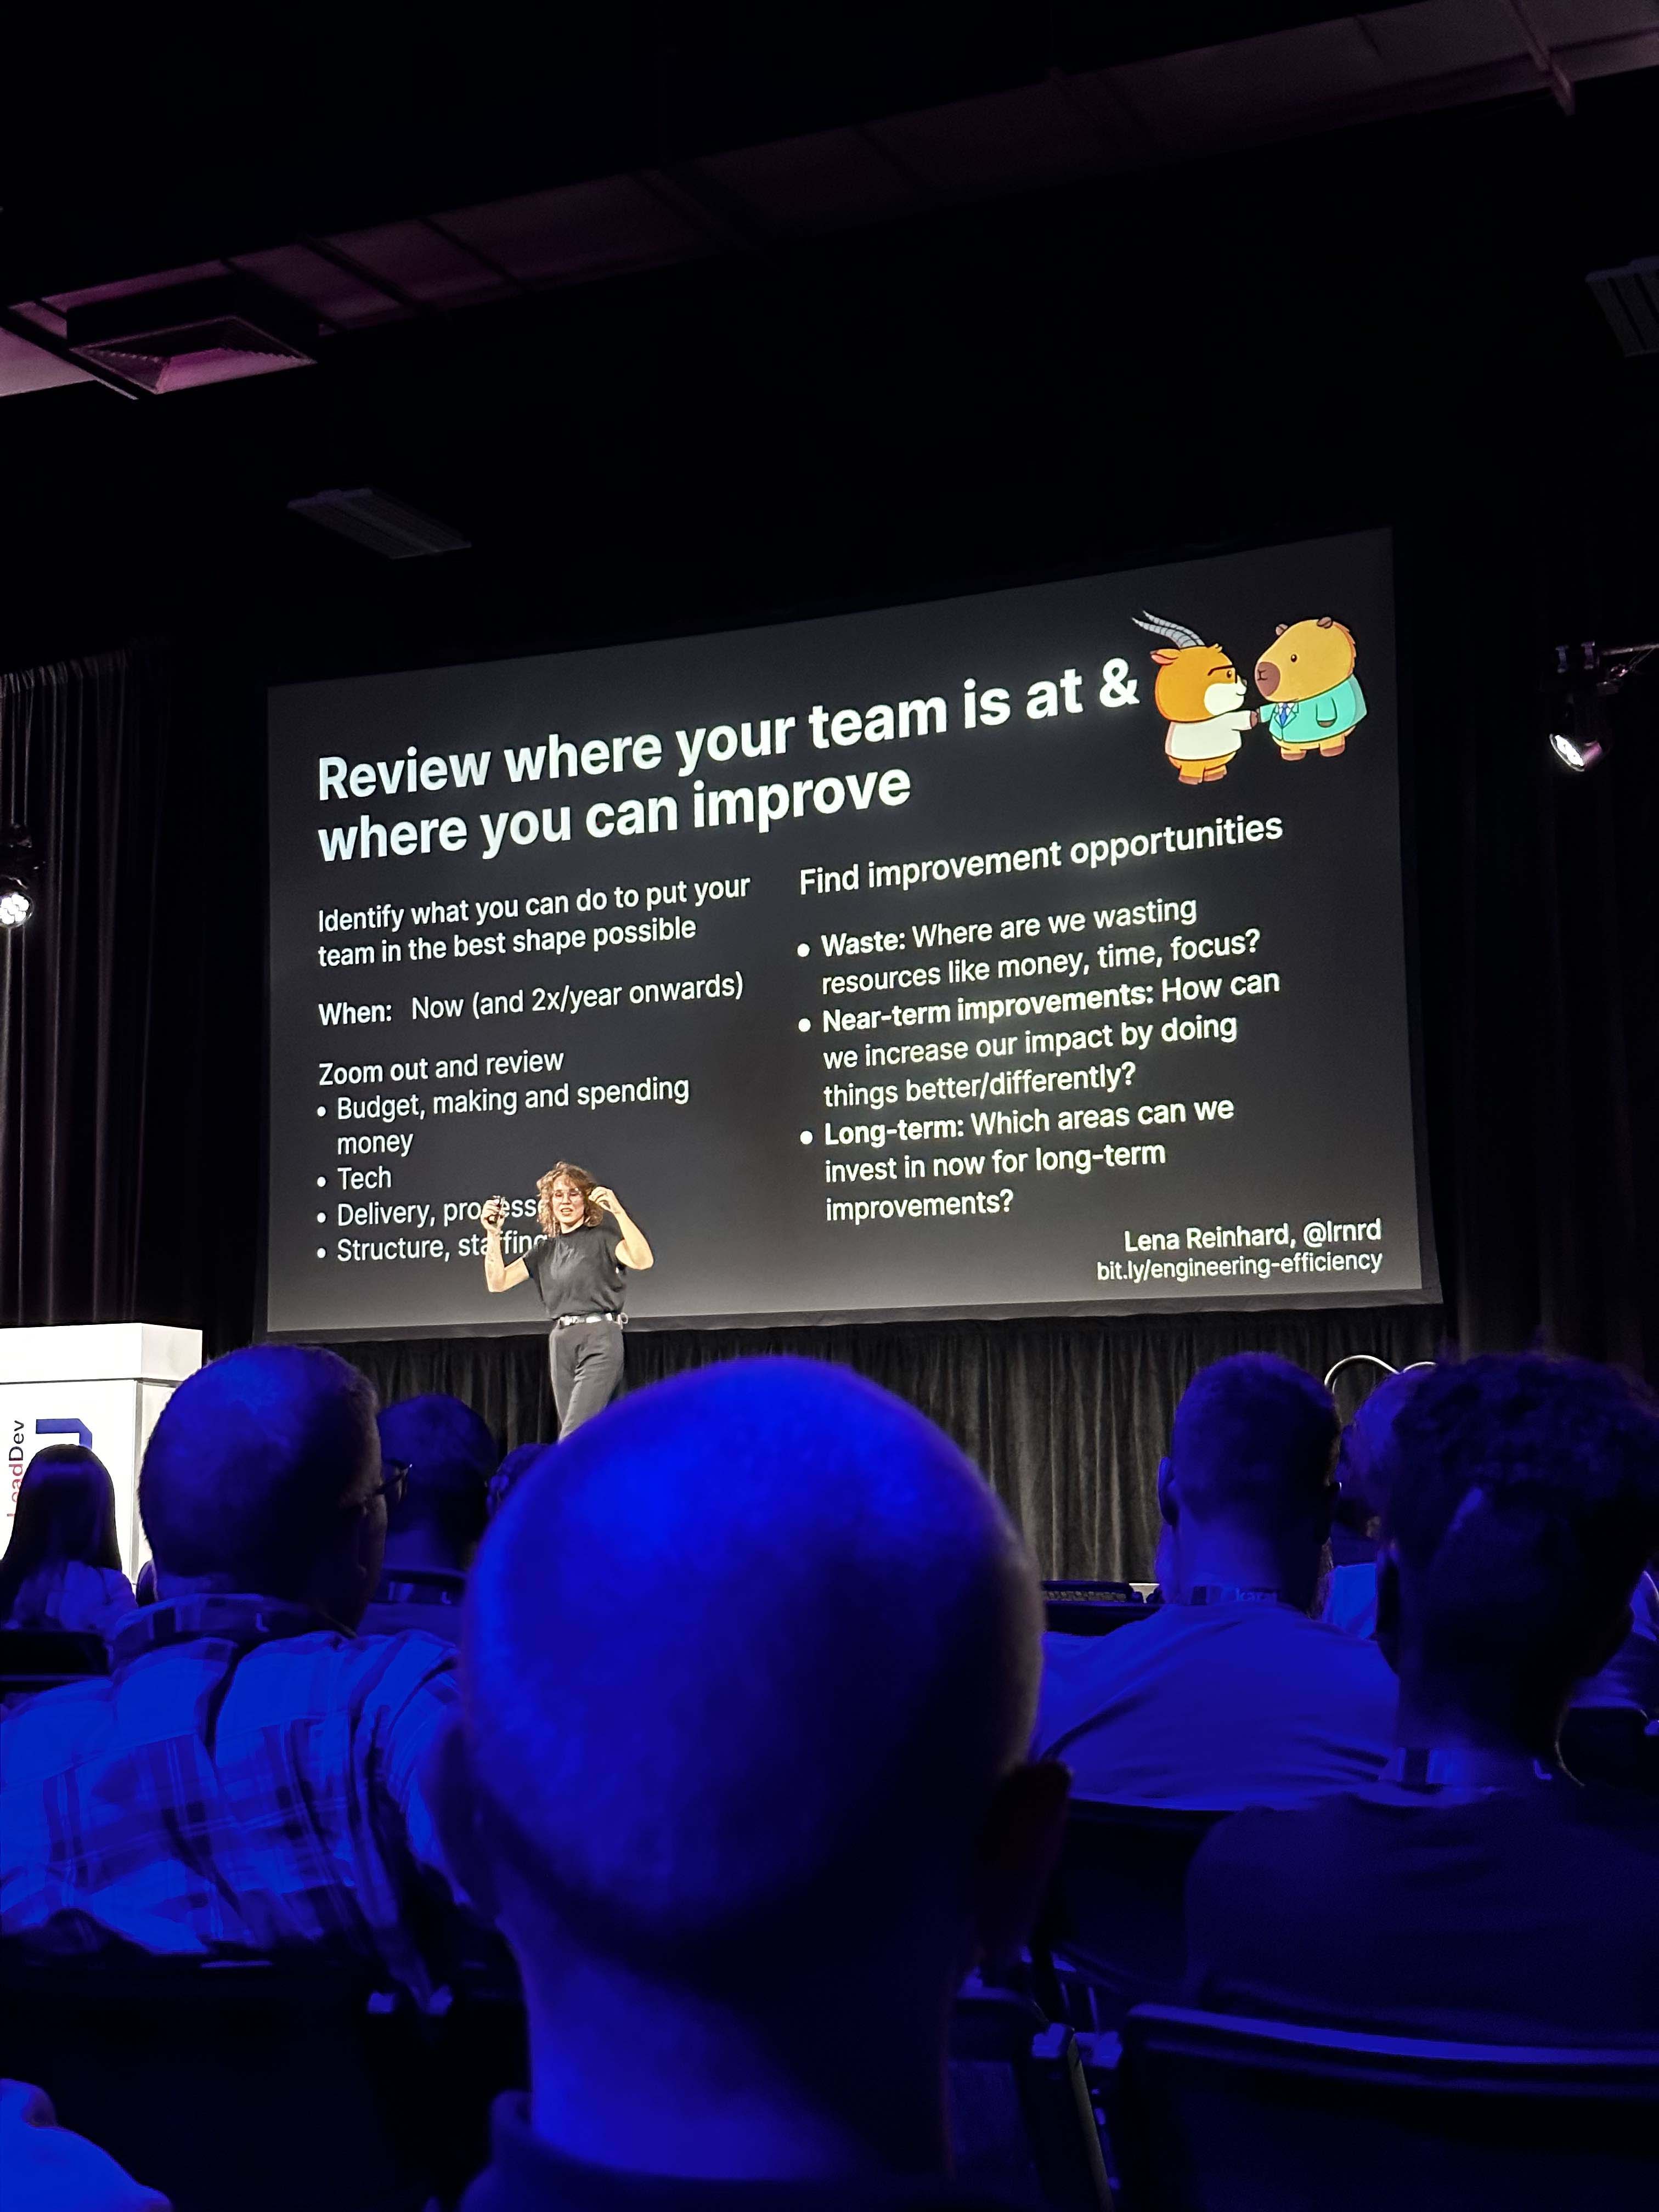 Review where your team is at &
where you can improve
Identify what you can do to put your
team in the best shape possible
When: Now (and 2x/year onwards)
Zoom out and review
• Budget, making and spending
money
• Tech
• Delivery,
• Structure, staffing
Find improvement opportunities
• Waste: Where are we wasting
resources like money, time, focus?
• Near-term improvements: How can
we increase our impact by doing
things better/differently?
• Long-term: Which areas can we
invest in now for long-term
improvements?
Lena Reinhard, @lrnrd
bit.ly/engineering-efficiency
LeadDev